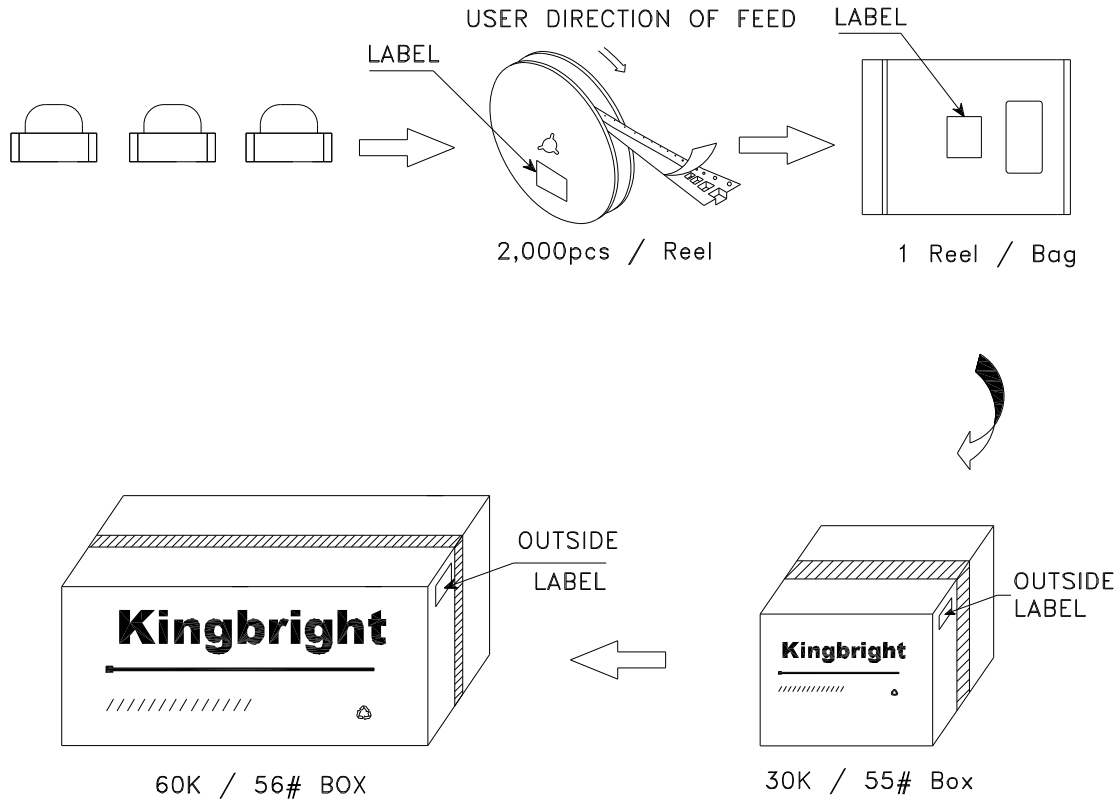 USER DIRECTION OF FEED
LABEL
LABEL
2,000pcs / Reel
1 Reel / Bag
OUTSIDE
LABEL
Kingbright
60K / 56# BOX
OUTSIDE
LABEL
Kingbright
30K / 55# Box